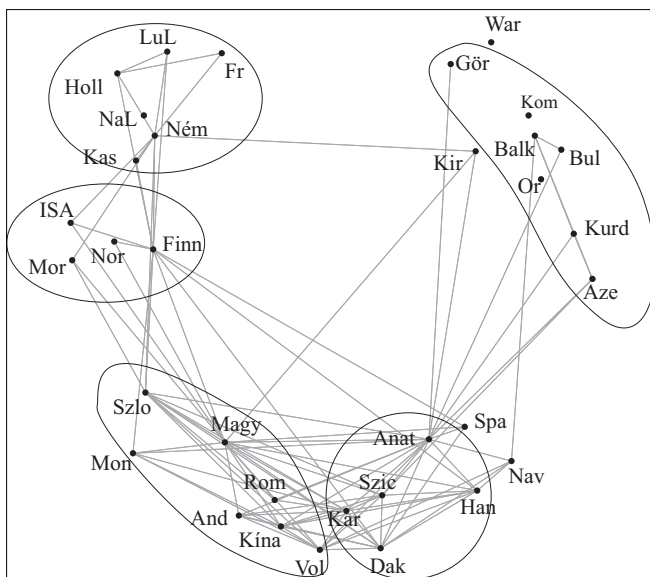 War
LuL
Gör
Fr
Holl
Kom
NaL
Ném
Balk
Bul
Kas
Kir
Or
ISA
Kurd
Nor
Finn
Mor
Aze
Szlo
Magy
Anat
Spa
Mon
Nav
Rom
Szic
Han
And
Kar
Kína
Vol
Dak